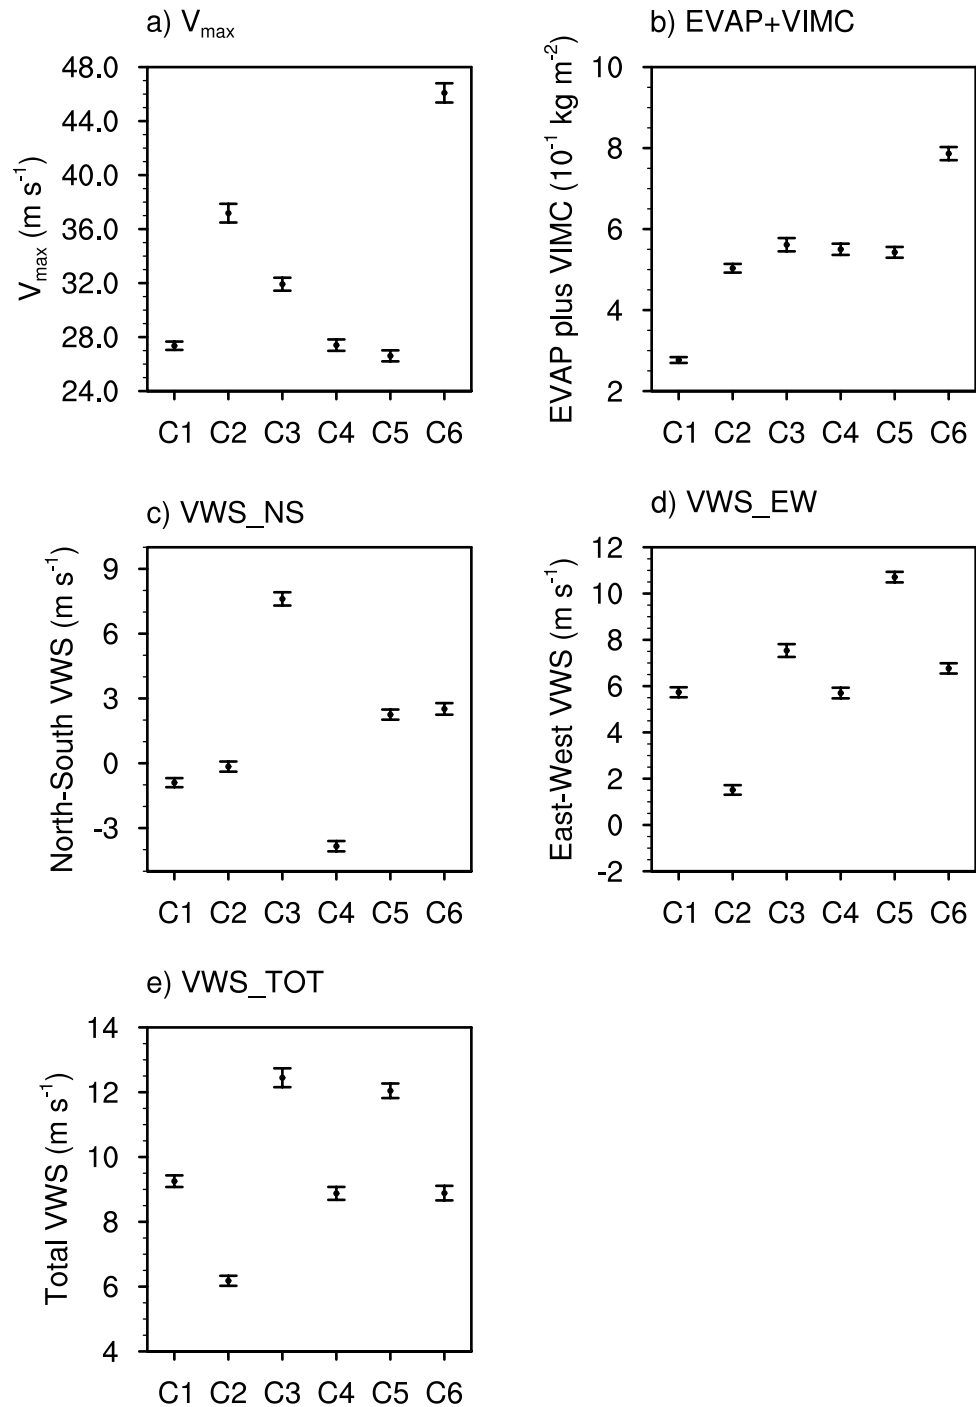 a) Vmax
48.0
44.0
40.0
36.0
32.0
28.0
24.0
Vmax (m s-1)
C1 C2 C3 C4 C5 C6
b) EVAP+VIMC
10
8
6
4
2
EVAP plus VIMC (10-1 kg m-2)
C1 C2 C3 C4 C5 C6
c) VWS_NS
9
6
3
0
-3
North-South VWS (m s-1)
C1 C2 C3 C4 C5 C6
d) VWS_EW
12
10
8
6
4
2
0
-2
East-West VWS (m s-1)
C1 C2 C3 C4 C5 C6
e) VWS_TOT
14
12
10
8
6
4
Total VWS (m s-1)
C1 C2 C3 C4 C5 C6